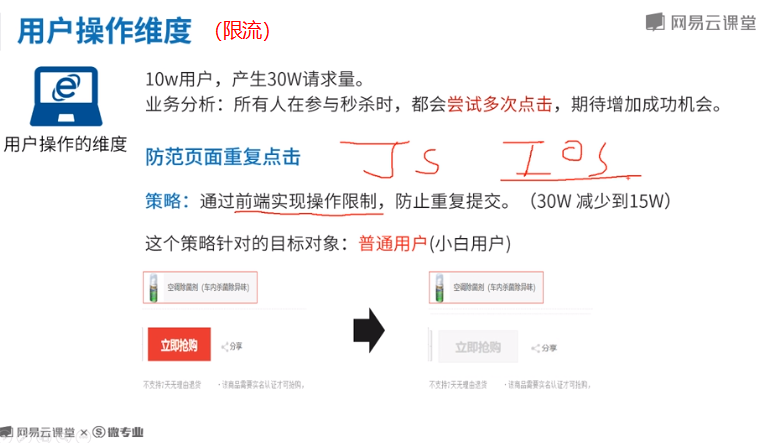 用户操作维度 （限流）
网易云课堂
10w用户，产生30W请求量。
业务分析：所有人在参与秒杀时，都会尝试多次点击，期待增加成功机会。
用户操作的维度
防范页面重复点击 JS IOS
策略：通过前端实现操作限制，防止重复提交。（30W 减少到15W）
这个策略针对的目标对象：普通用户(小白用户)
空调除菌剂（车内杀菌除异味）
立即抢购 分享
不支持7天无理由退货 ·该商品需要实名认证才可抢购，
空调除菌剂（车内杀菌除异味）
立即抢购 分享
不支持7天无理由退货 ·该商品需要实名认证才可抢购，
网易云课堂 × 微专业